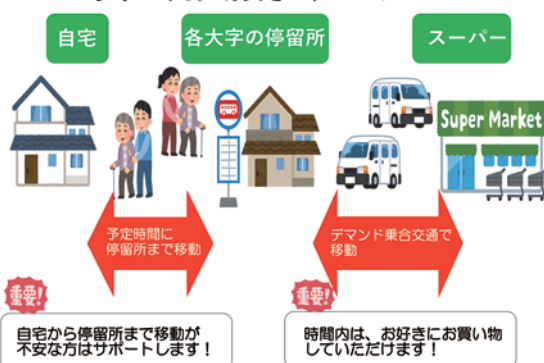 自宅
各大字の停留所
スーパー
Super Market
予定時間に
停留所まで移動
デマンド乗合交通で
移動
重要!
自宅から停留所まで移動が
不安な方はサポートします！
重要!
時間内は、お好きにお買い物
していただけます！